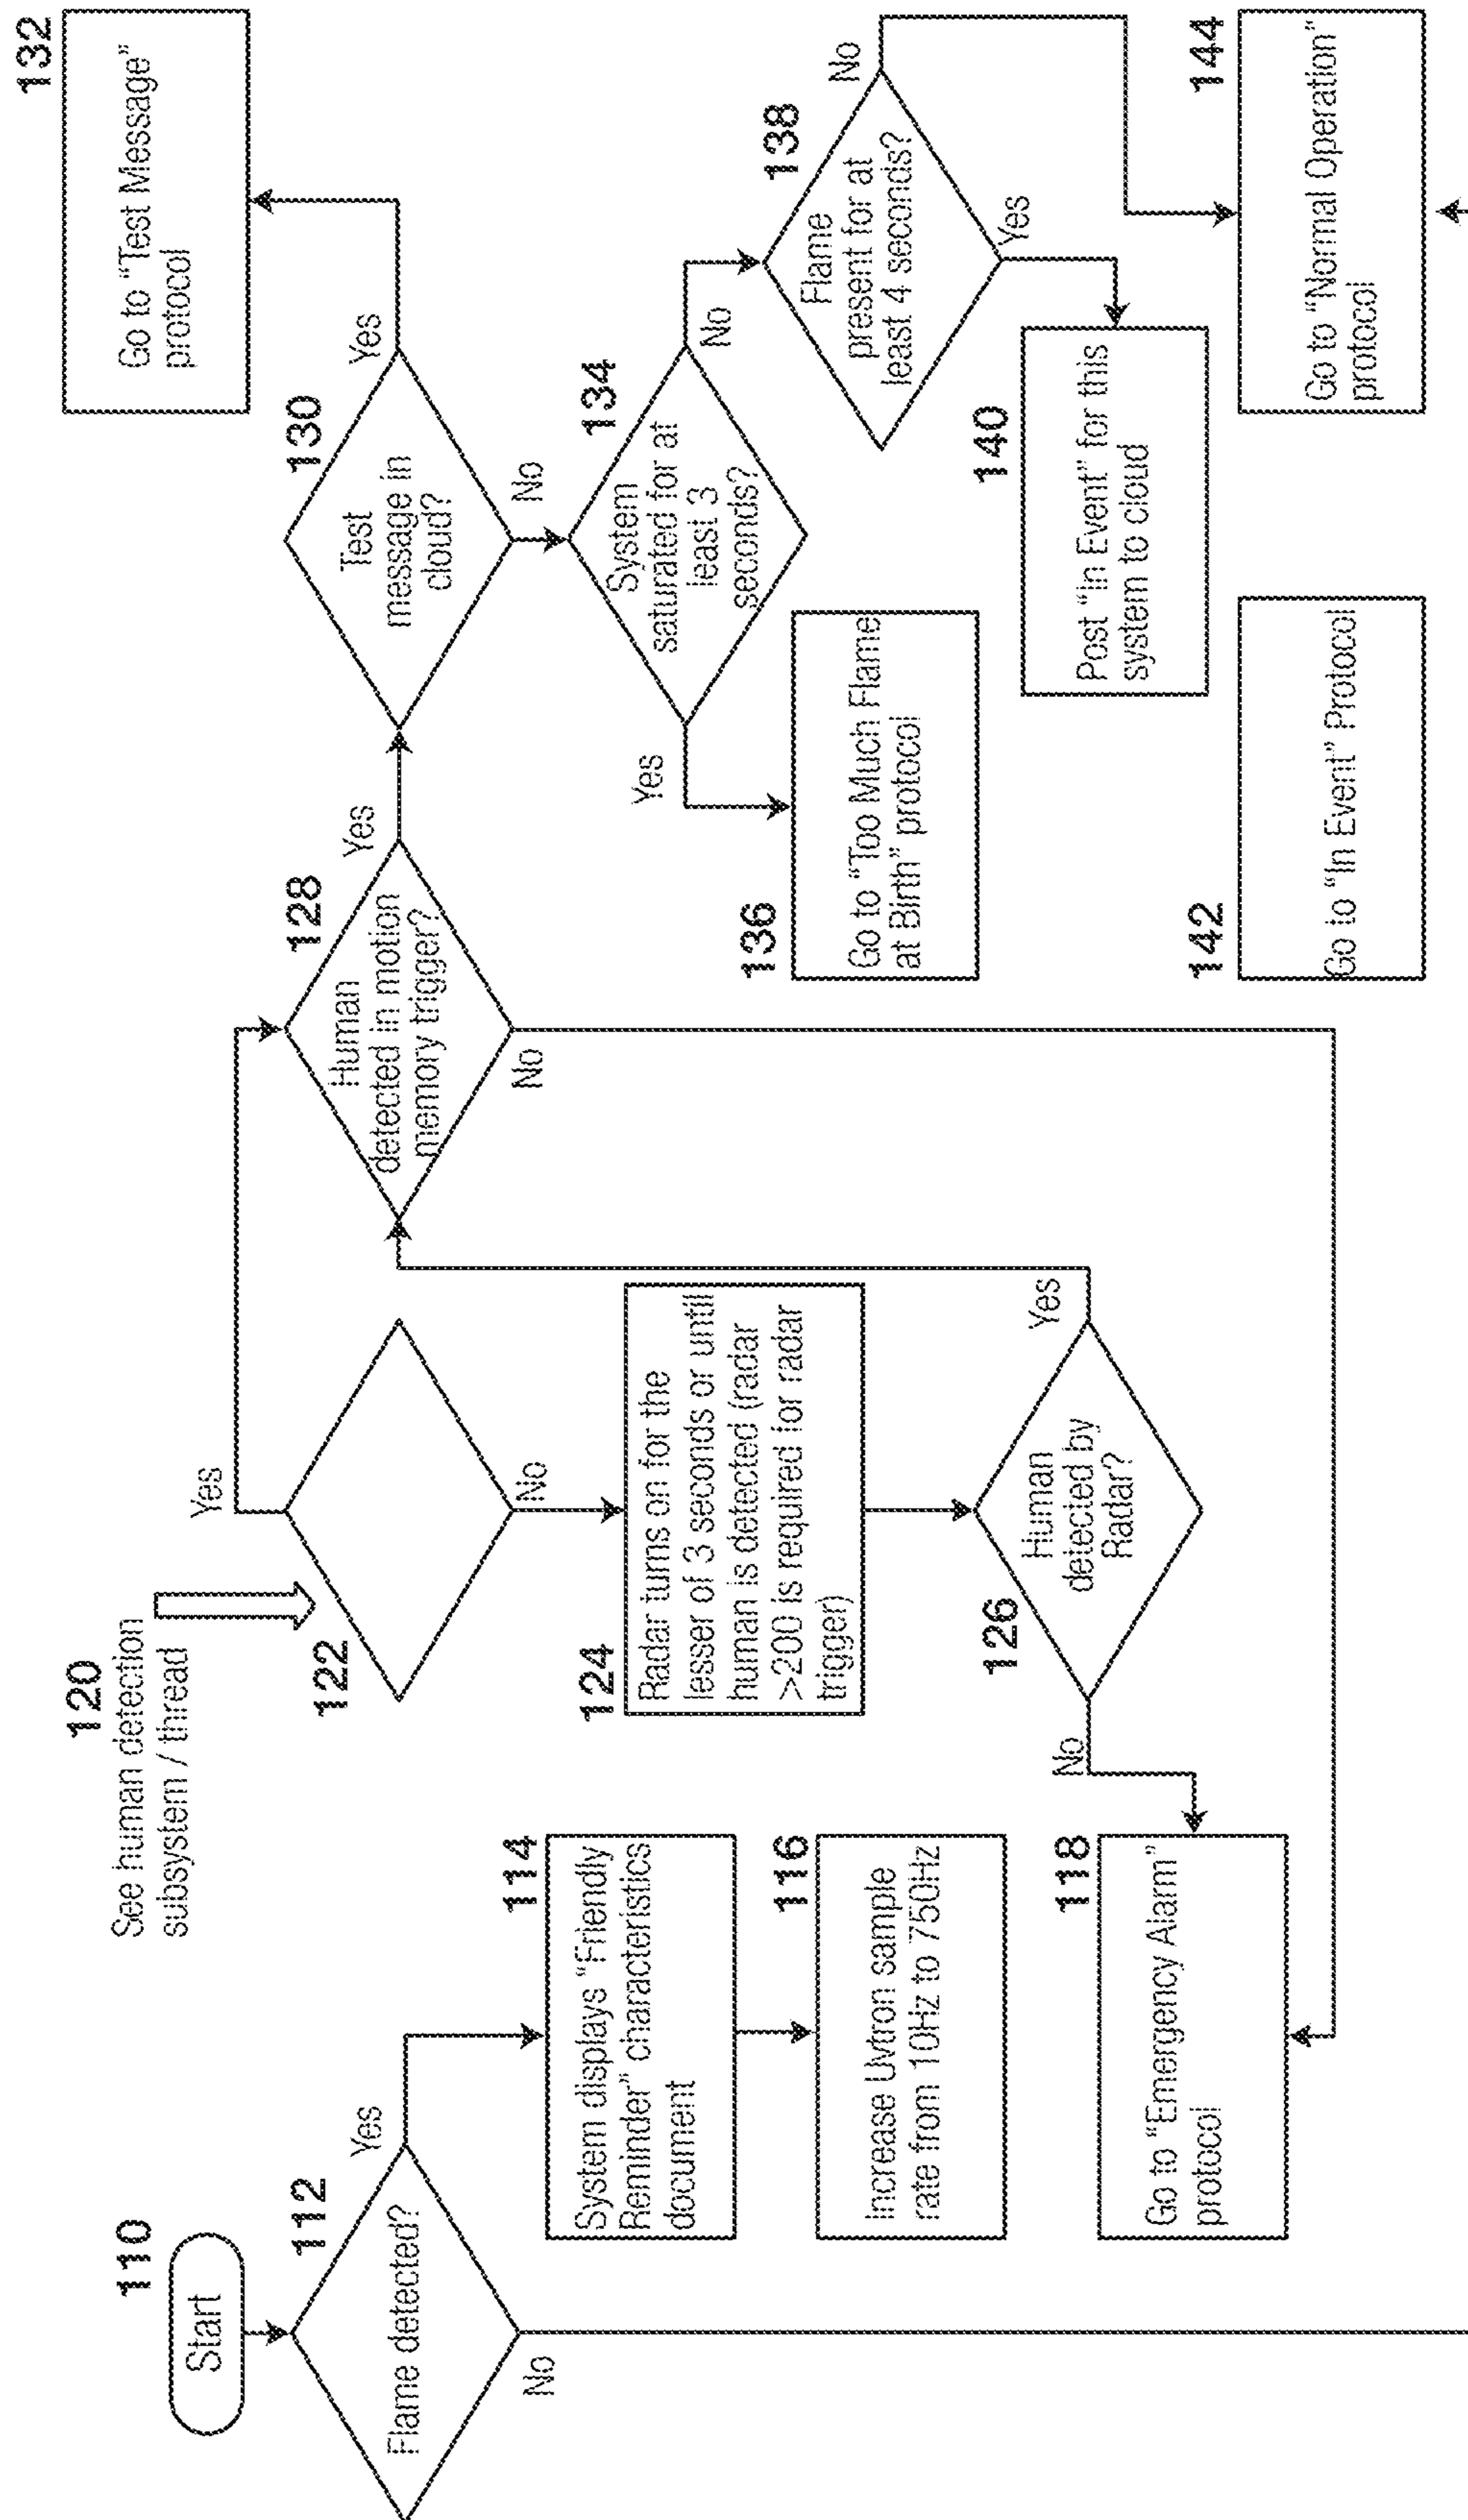 110
Start
112
Flame detected?
Yes
No
114
System displays “Friendly
Reminder” characteristics
document
116
Increase Uvtron sample
rate from 10Hz to 750Hz
118
Go to “Emergency Alarm”
protocol
120
See human detection
subsystem / thread
122
Yes
No
124
Radar turns on for the
lesser of 3 seconds or until
human is detected (radar
>200 is required for radar
trigger)
126
Human
detected by
Radar?
No
Yes
128
Human
detected in motion
memory trigger?
Yes
No
130
Test
message in
cloud?
Yes
No
132
Go to “Test Message”
protocol
134
System
saturated for at
least 3
seconds?
Yes
No
136
Go to “Too Much Flame
at Birth” protocol
138
Flame
present for at
least 4 seconds?
No
Yes
140
Post “In Event” for this
system to cloud
142
Go to “In Event” Protocol
144
Go to “Normal Operation”
protocol